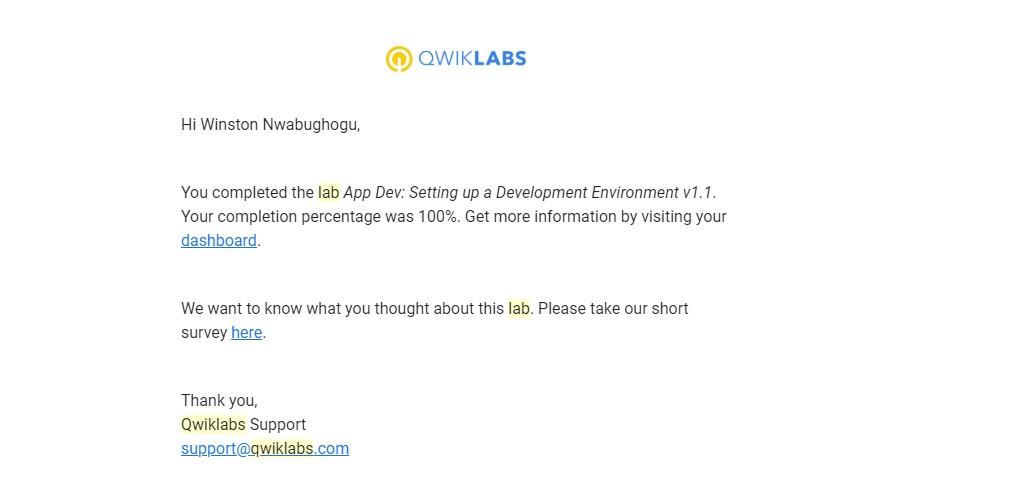 QWIKLABS
Hi Winston Nwabughogu,
You completed the lab App Dev: Setting up a Development Environment v1.1.
Your completion percentage was 100%. Get more information by visiting your
dashboard.
We want to know what you thought about this lab. Please take our short
survey here.
Thank you,
Qwiklabs Support
support@qwiklabs.com